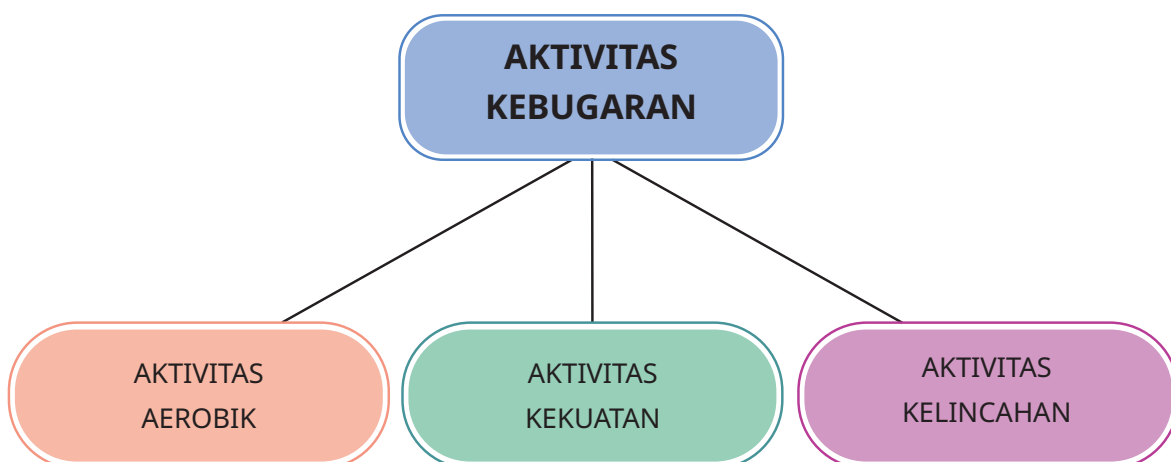 AKTIVITAS
KEBUGARAN
AKTIVITAS
AEROBIK
AKTIVITAS
KEKUATAN
AKTIVITAS
KELINCAHAN